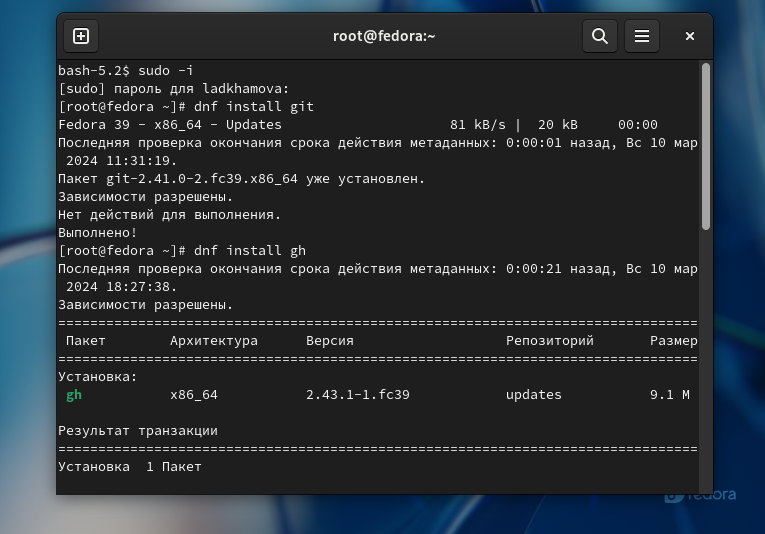 root@fedora:~
bash-5.2$ sudo -i
[sudo] пароль для ladkhamova:
[root@fedora ~]# dnf install git
Fedora 39 - x86_64 - Updates                     81 kB/s |  20 kB     00:00
Последняя проверка окончания срока действия метаданных: 0:00:01 назад, Вс 10 мар
 2024 11:31:19.
Пакет git-2.41.0-2.fc39.x86_64 уже установлен.
Зависимости разрешены.
Нет действий для выполнения.
Выполнено!
[root@fedora ~]# dnf install gh
Последняя проверка окончания срока действия метаданных: 0:00:21 назад, Вс 10 мар
 2024 18:27:38.
Зависимости разрешены.
================================================================================
 Пакет        Архитектура      Версия                   Репозиторий       Размер
================================================================================
Установка:
 gh           x86_64           2.43.1-1.fc39            updates           9.1 M

Результат транзакции
================================================================================
Установка  1 Пакет
fedora